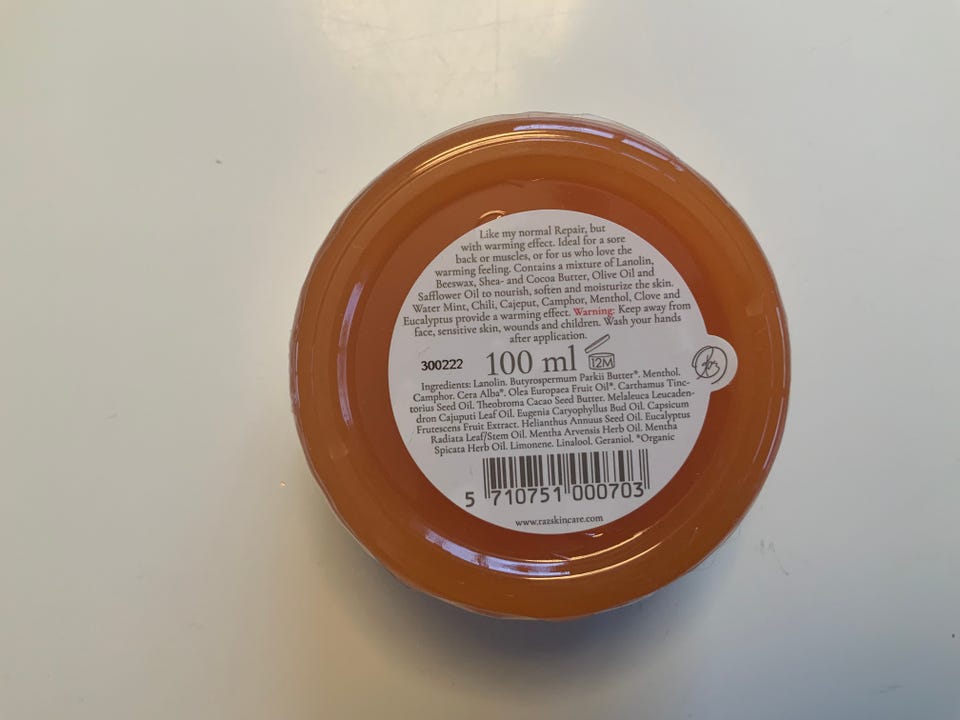 Like my normal Repair, but
with warming effect. Ideal for a sore
back or muscles, or for us who love the
warming feeling. Contains a mixture of Lanolin,
Beeswax, Shea- and Cocoa Butter, Olive Oil and
Safflower Oil to nourish, soften and moisturize the skin.
Water Mint, Chili, Cajeput, Camphor, Menthol, Clove and
Eucalyptus provide a warming effect. Warning: Keep away from
face, sensitive skin, wounds and children. Wash your hands
after application.
300222 100 ml 12M
Ingredients: Lanolin. Butyrospermum Parkii Butter*. Menthol.
Camphor. Cera Alba*. Olea Europaea Fruit Oil*. Carthamus Tinc-
torius Seed Oil. Theobroma Cacao Seed Butter. Melaleuca Leucaden-
dron Cajuputi Leaf Oil. Eugenia Caryophyllus Bud Oil. Capsicum
Frutescens Fruit Extract. Helianthus Annuus Seed Oil. Eucalyptus
Radiata Leaf/Stem Oil. Mentha Arvensis Herb Oil. Mentha
Spicata Herb Oil. Limonene. Linalool. Geraniol. *Organic
5 710751 000703
www.razskincare.com